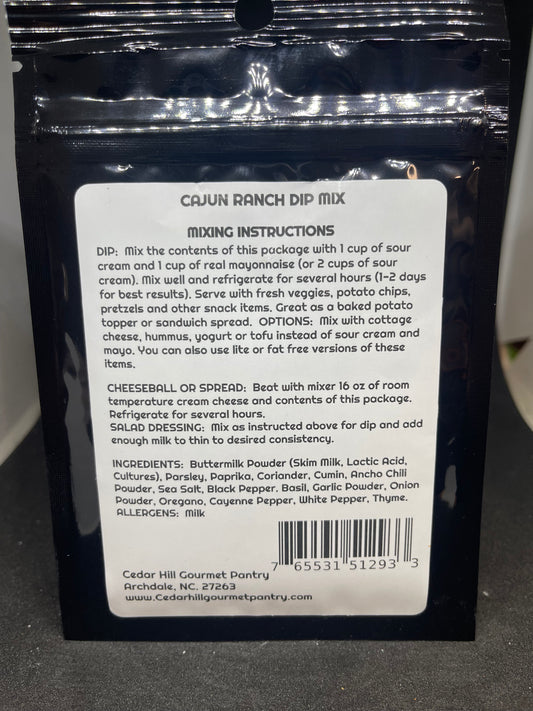 CAJUN RANCH DIP MIX
MIXING INSTRUCTIONS
DIP: Mix the contents of this package with 1 cup of sour
cream and 1 cup of real mayonnaise (or 2 cups of sour
cream). Mix well and refrigerate for several hours (1-2 days
for best results). Serve with fresh veggies, potato chips,
pretzels and other snack items. Great as a baked potato
topper or sandwich spread. OPTIONS: Mix with cottage
cheese, hummus, yogurt or tofu instead of sour cream and
mayo. You can also use lite or fat free versions of these
items.
CHEESEBALL OR SPREAD: Beat with mixer 16 oz of room
temperature cream cheese and contents of this package.
Refrigerate for several hours.
SALAD DRESSING: Mix as instructed above for dip and add
enough milk to thin to desired consistency.
INGREDIENTS: Buttermilk Powder (Skim Milk, Lactic Acid,
Cultures), Parsley, Paprika, Coriander, Cumin, Ancho Chili
Powder, Sea Salt, Black Pepper. Basil, Garlic Powder, Onion
Powder, Oregano, Cayenne Pepper, White Pepper, Thyme.
ALLERGENS: Milk
7 65531 51293 3
Cedar Hill Gourmet Pantry
Archdale, NC. 27263
www.Cedarhillgourmetpantry.com